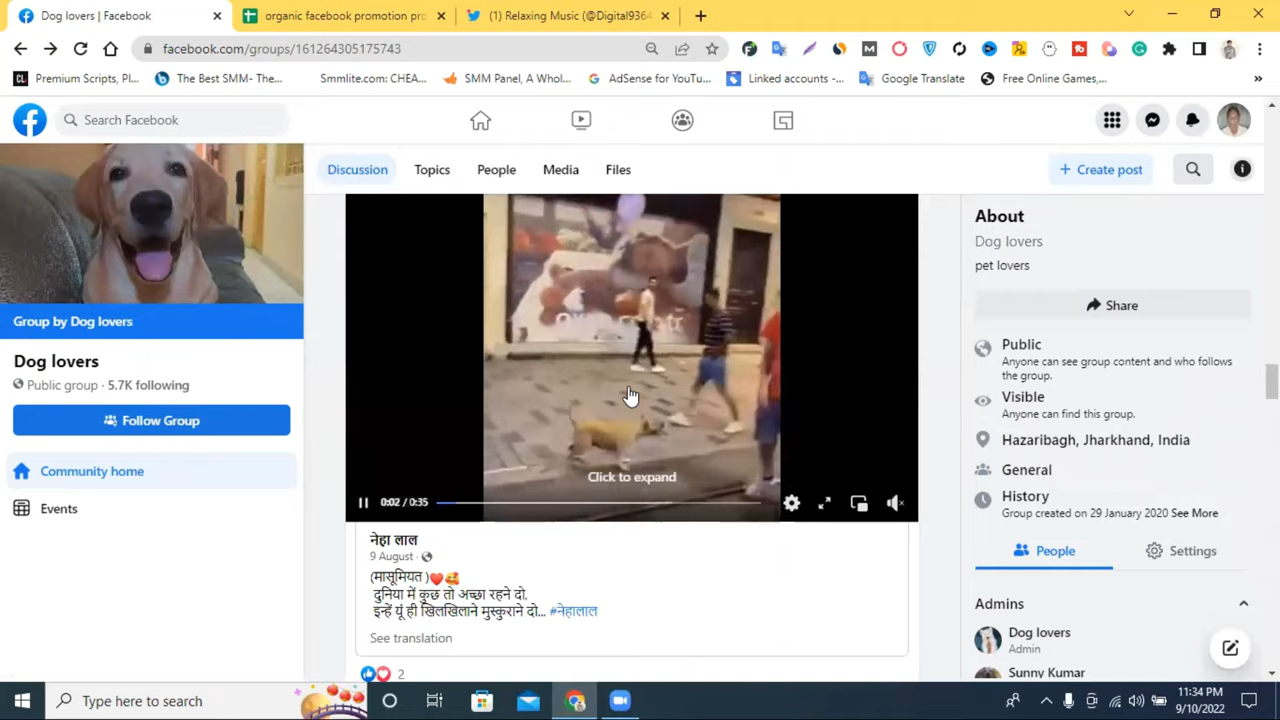 Dog lovers | Facebook
organic facebook promotion pro
(1) Relaxing Music (@Digital9364
facebook.com/groups/161264305175743
CL Premium Scripts, Pl...
The Best SMM- The...
Smmlite.com: CHEA...
SMM Panel, A Whol...
AdSense for YouTu...
Linked accounts -...
Google Translate
Free Online Games,...
Search Facebook
Discussion
Topics
People
Media
Files
+ Create post
Group by Dog lovers
Dog lovers
Public group · 5.7K following
Follow Group
Community home
Events
Click to expand
0:02 / 0:35
नेहा लाल
9 August ·
(मासूमियत )❤️🥰
दुनिया में कुछ तो अच्छा रहने दो,
इन्हें यूं ही खिलखिलाने मुस्कुराने दो... #नेहालाल
See translation
2
About
Dog lovers
pet lovers
Share
Public
Anyone can see group content and who follows
the group.
Visible
Anyone can find this group.
Hazaribagh, Jharkhand, India
General
History
Group created on 29 January 2020 See More
People
Settings
Admins
Dog lovers
Admin
Sunny Kumar
Type here to search
11:34 PM
9/10/2022